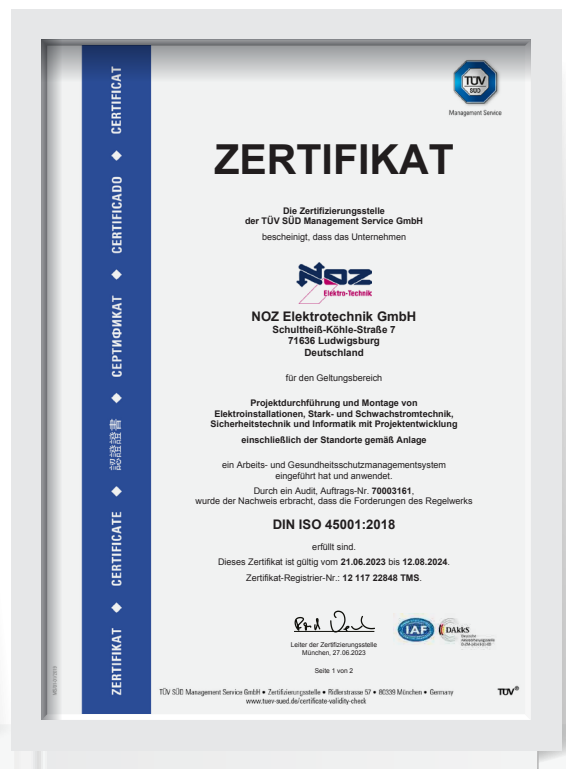 TÜV
SÜD
Management Service
ZERTIFIKAT
Die Zertifizierungsstelle
der TÜV SÜD Management Service GmbH
bescheinigt, dass das Unternehmen
NOZ
Elektro-Technik
NOZ Elektrotechnik GmbH
Schultheiß-Köhle-Straße 7
71636 Ludwigsburg
Deutschland
für den Geltungsbereich
Projektdurchführung und Montage von
Elektroinstallationen, Stark- und Schwachstromtechnik,
Sicherheitstechnik und Informatik mit Projektentwicklung
einschließlich der Standorte gemäß Anlage
ein Arbeits- und Gesundheitsschutzmanagementsystem
eingeführt hat und anwendet.
Durch ein Audit, Auftrags-Nr. 70003161,
wurde der Nachweis erbracht, dass die Forderungen des Regelwerks
DIN ISO 45001:2018
erfüllt sind.
Dieses Zertifikat ist gültig vom 21.06.2023 bis 12.08.2024.
Zertifikat-Registrier-Nr.: 12 117 22848 TMS.
IAF
DAkkS
Deutsche
Akkreditierungsstelle
Leiter der Zertifizierungsstelle
München, 27.06.2023
Seite 1 von 2
TÜV SÜD Management Service GmbH • Zertifizierungsstelle • Ridlerstrasse 57 • 80339 München • Germany
www.tuev-sued.de/certificate-validity-check
TÜV®
ZERTIFIKAT ◆ CERTIFICATE ◆ 認證證書 ◆ СЕРТИФИКАТ ◆ CERTIFICADO ◆ CERTIFICAT